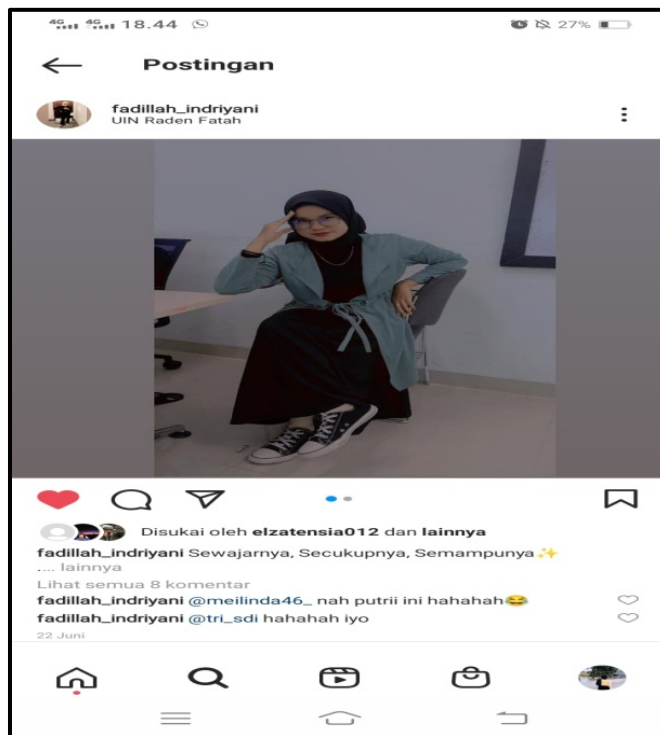 4G 4G 18.44 27%
Postingan
fadillah_indriyani
UIN Raden Fatah
Disukai oleh elzatensia012 dan lainnya
fadillah_indriyani Sewajarnya, Secukupnya, Semampunya✨
.... lainnya
Lihat semua 8 komentar
fadillah_indriyani @meilinda46_ nah putrii ini hahahah😂
fadillah_indriyani @tri_sdi hahahah iyo
22 Juni